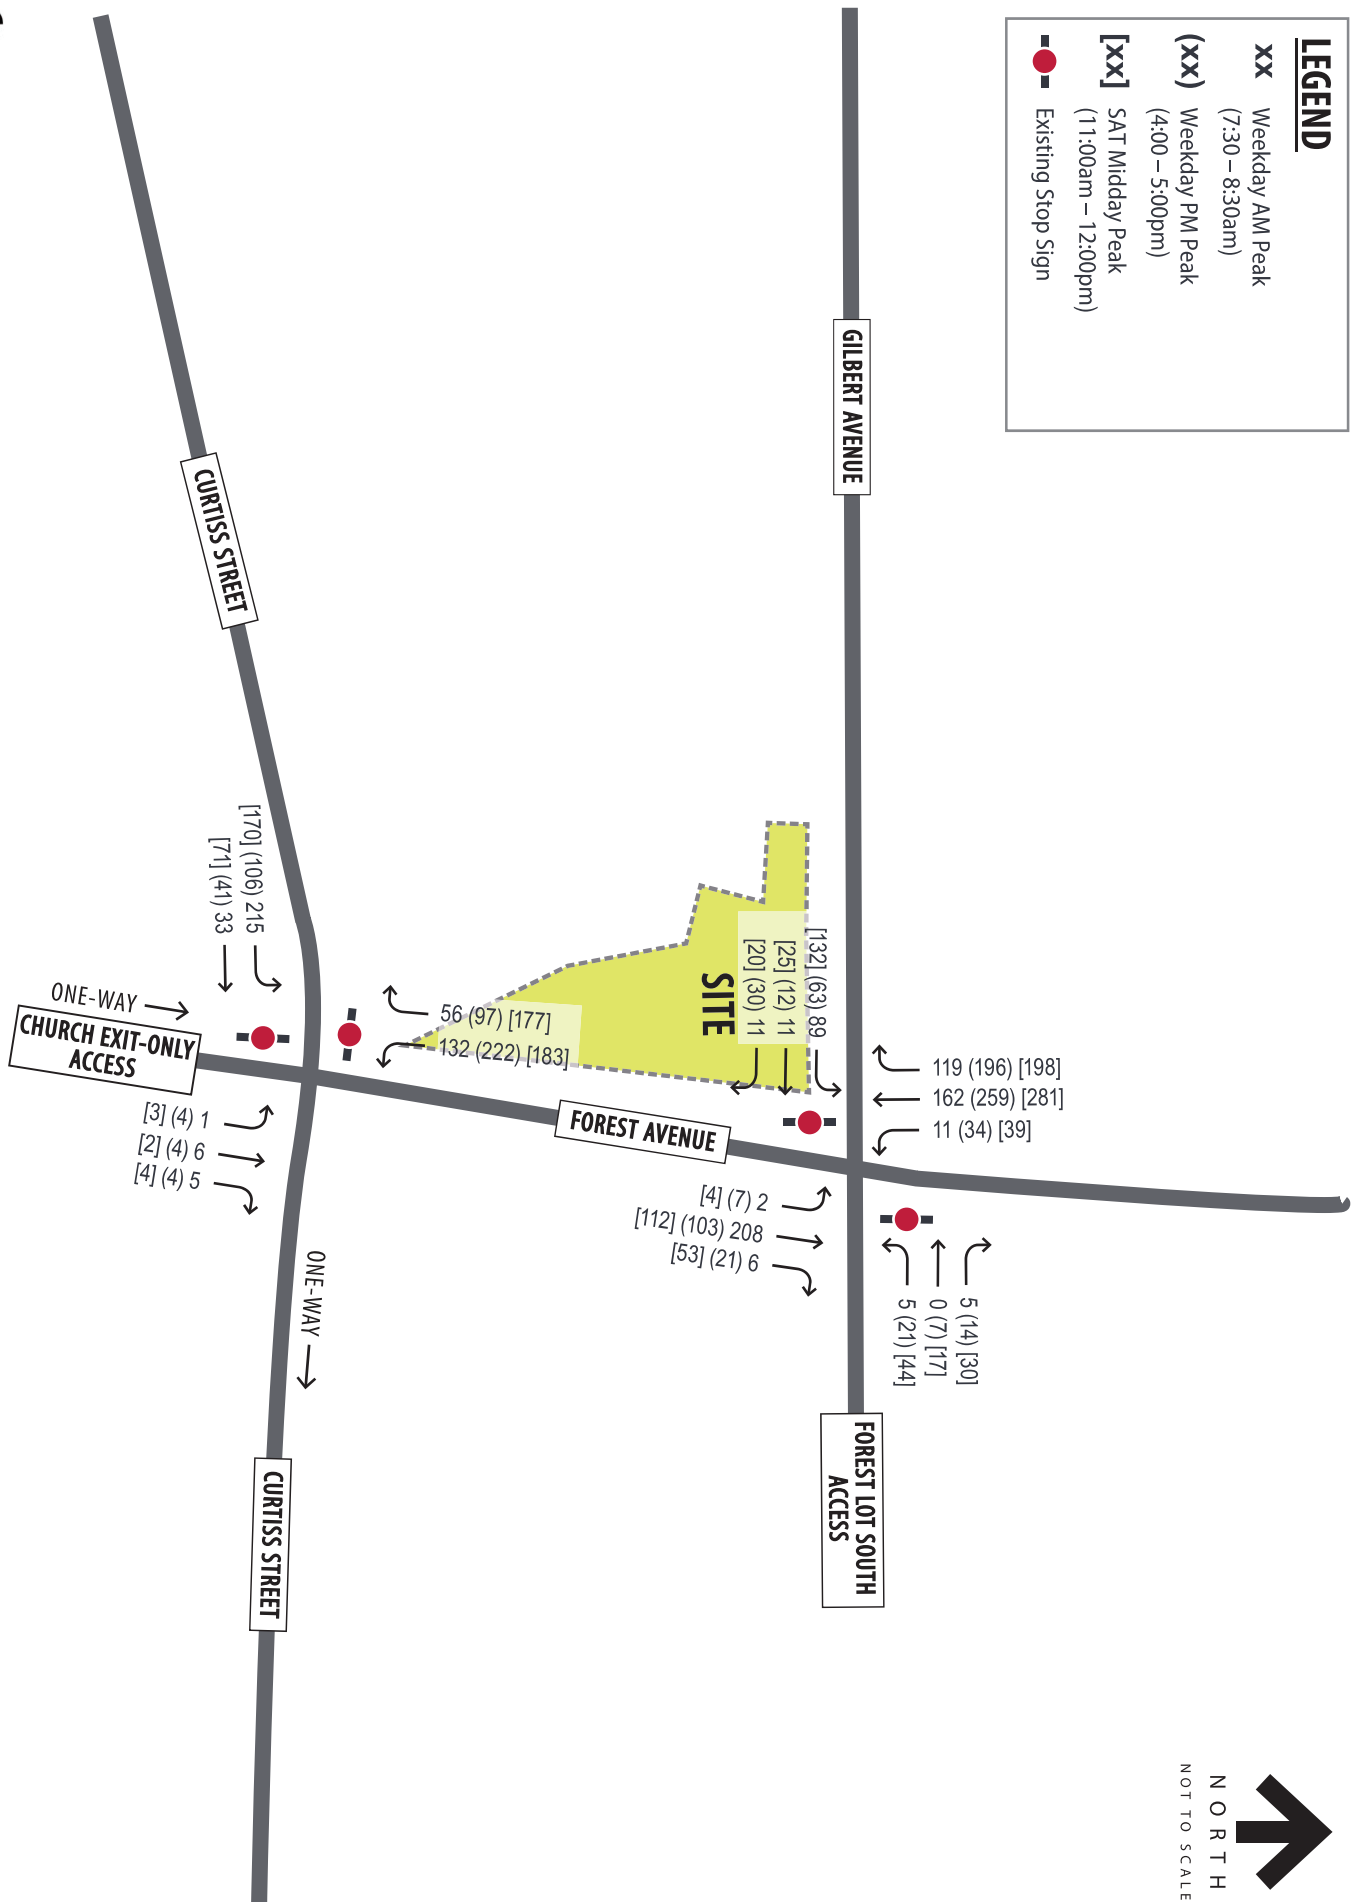 LEGEND
xx Weekday AM Peak
(7:30 – 8:30am)
(xx) Weekday PM Peak
(4:00 – 5:00pm)
[xx] SAT Midday Peak
(11:00am – 12:00pm)
Existing Stop Sign
GILBERT AVENUE
CURTISS STREET
[170] (106) 215
[71] (41) 33
ONE-WAY
CHURCH EXIT-ONLY
ACCESS
[3] (4) 1
[2] (4) 6
[4] (4) 5
56 (97) [177]
132 (222) [183]
[132] (63) 89
[25] (12) 11
[20] (30) 11
SITE
119 (196) [198]
162 (259) [281]
11 (34) [39]
FOREST AVENUE
[4] (7) 2
[112] (103) 208
[53] (21) 6
5 (14) [30]
0 (7) [17]
5 (21) [44]
ONE-WAY
FOREST LOT SOUTH
ACCESS
CURTISS STREET
NORTH
NOT TO SCALE